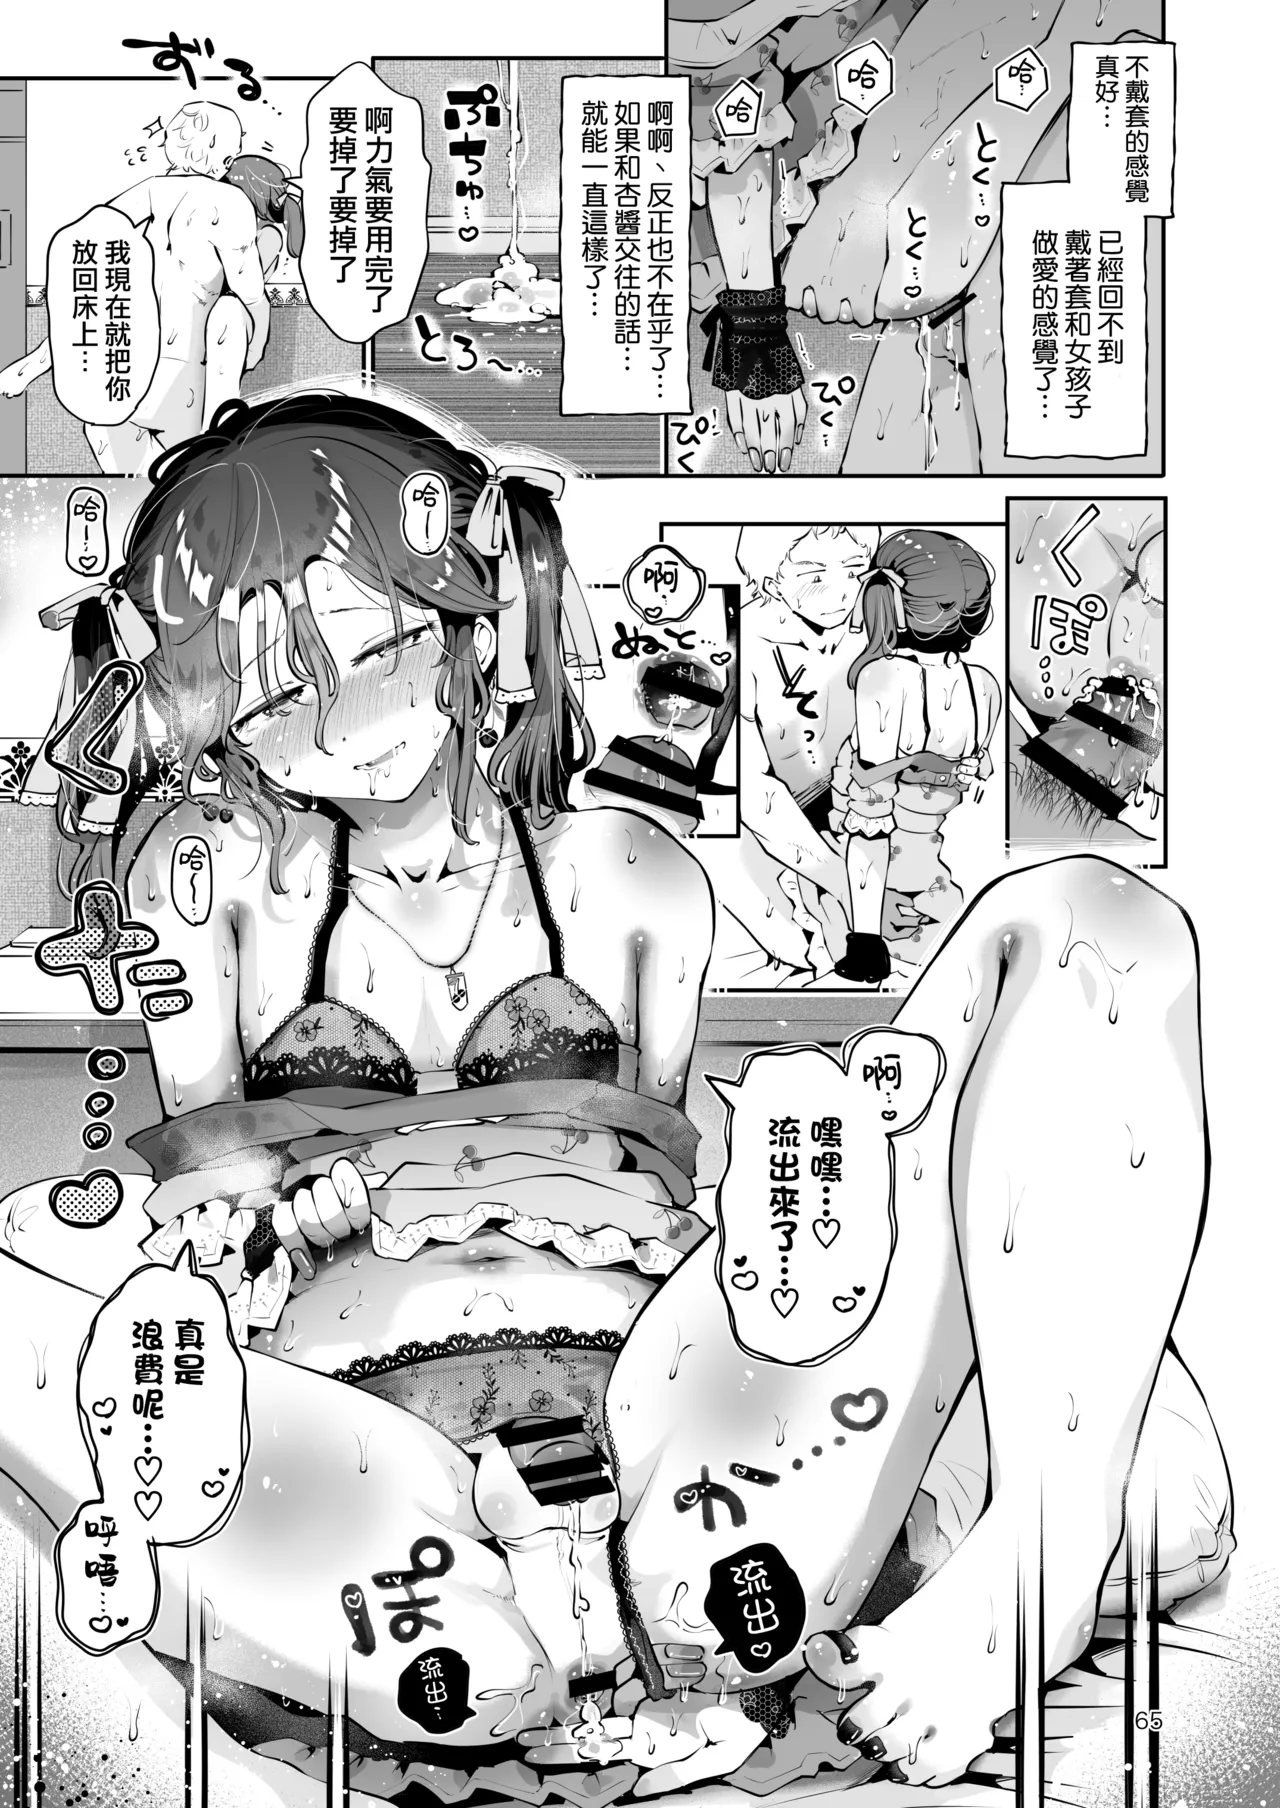 不戴套的感覺
真好…
已經回不到
戴著套和女孩子
做愛的感覺了…
哈
哈
哈
とく…
とく…
ぴゅく
ぴく
啊啊、反正也不在乎了…
如果和杏醬交往的話…
就能一直這樣了…
ぷちゅ…
とろ～…
啊力氣要用完了
要掉了要掉了
ずる…
我現在就把你
放回床上…
くぽ…
そっ…
啊
ぬと…
哈～
哈～…
哈～
くぱぁ
啊…
嘿嘿…♡
流出來了…♡
真是
浪費呢…♡♡
呼唔…
流出
流出…
65